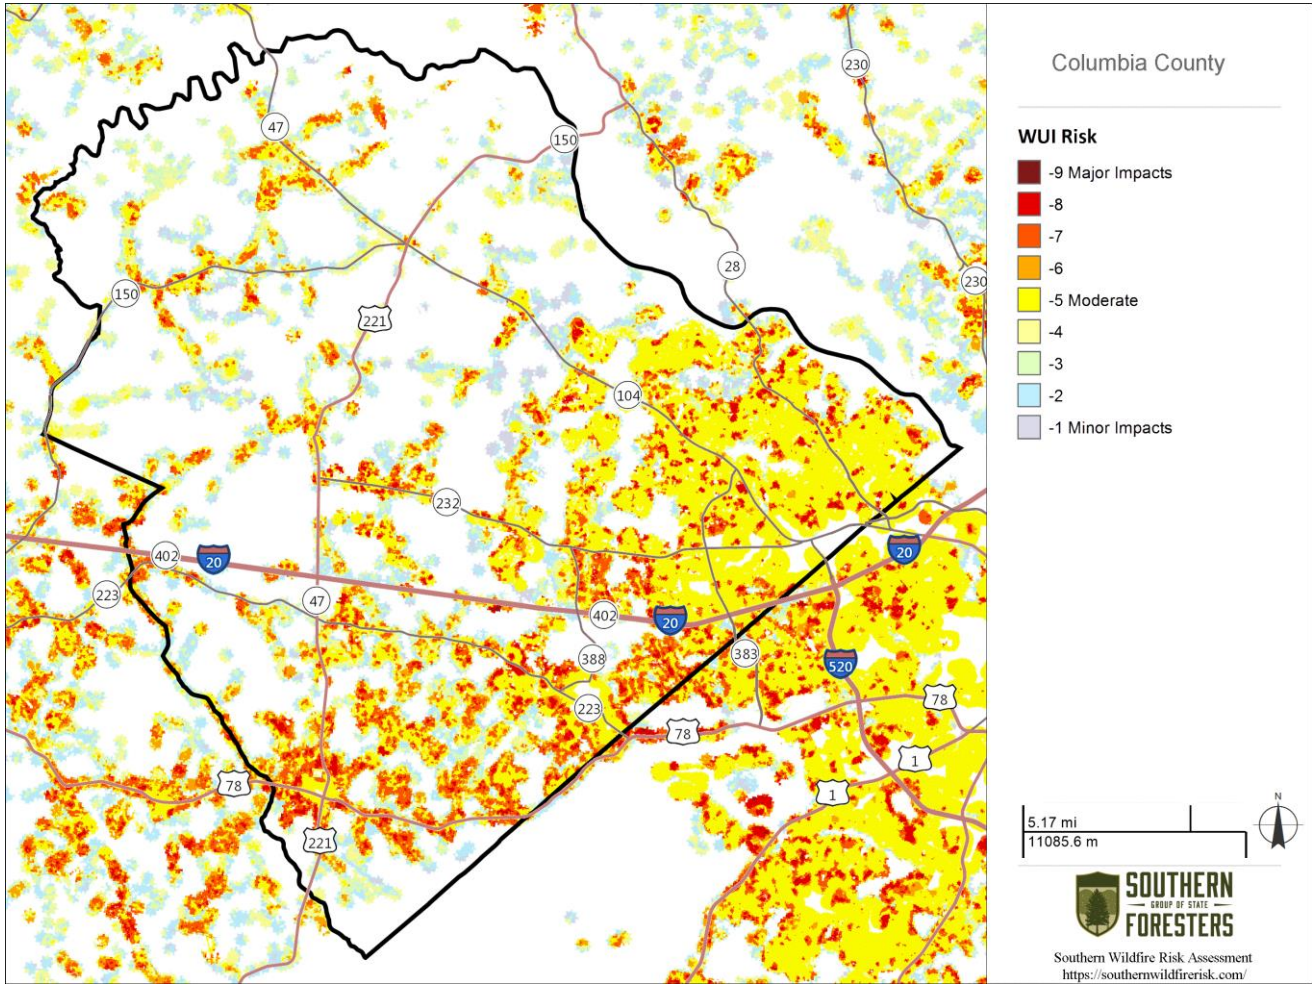 230
Columbia County
47
150
WUI Risk
-9 Major Impacts
-8
-7
-6
-5 Moderate
-4
-3
-2
-1 Minor Impacts
28
230
150
221
104
232
402
20
20
223
47
402
20
383
388
520
223
78
78
1
78
1
221
N
5.17 mi
11085.6 m
SOUTHERN
GROUP OF STATE
FORESTERS
Southern Wildfire Risk Assessment
https://southernwildfirerisk.com/